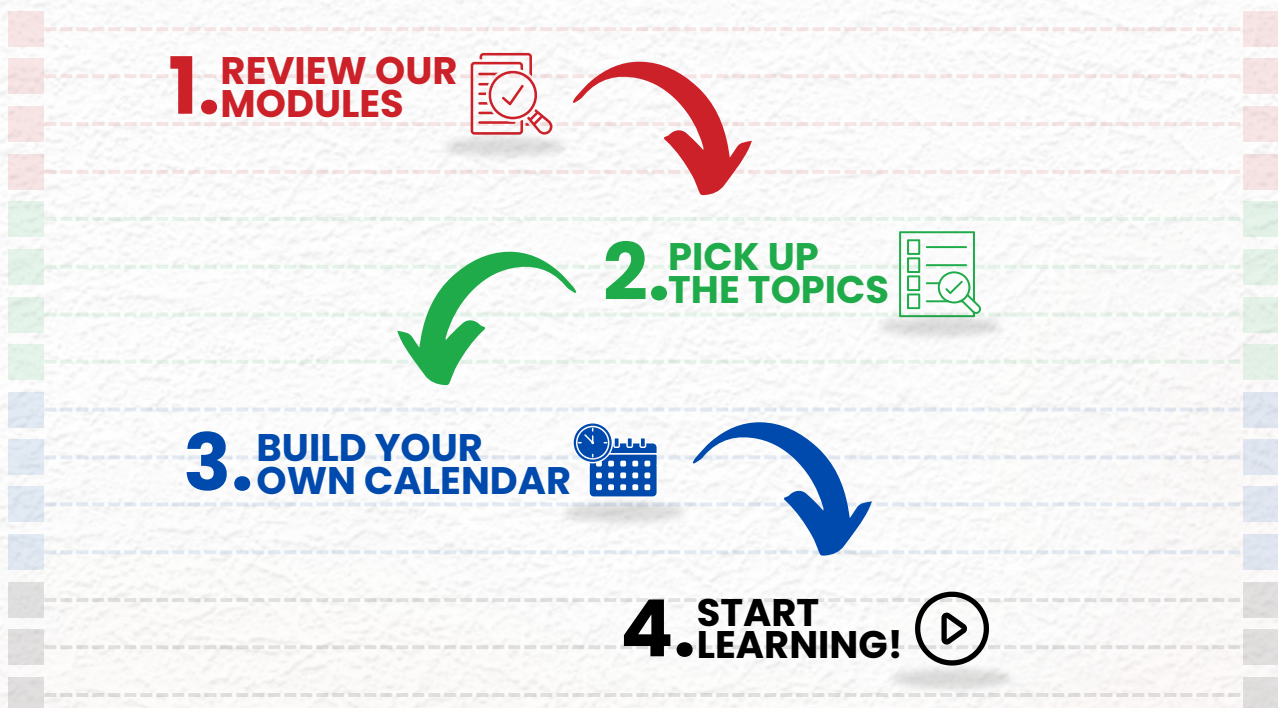 1. REVIEW OUR
MODULES
2. PICK UP
THE TOPICS
3. BUILD YOUR
OWN CALENDAR
4. START
LEARNING!